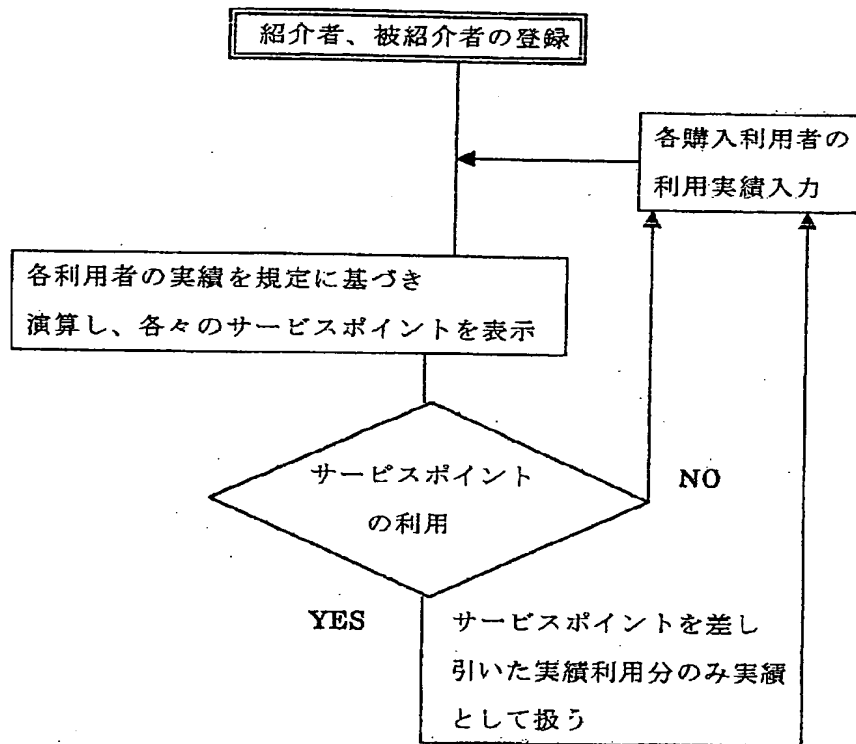 紹介者、被紹介者の登録
各購入利用者の
利用実績入力
各利用者の実績を規定に基づき
演算し、各々のサービスポイントを表示
サービスポイント
の利用
NO
YES
サービスポイントを差し
引いた実績利用分のみ実績
として扱う